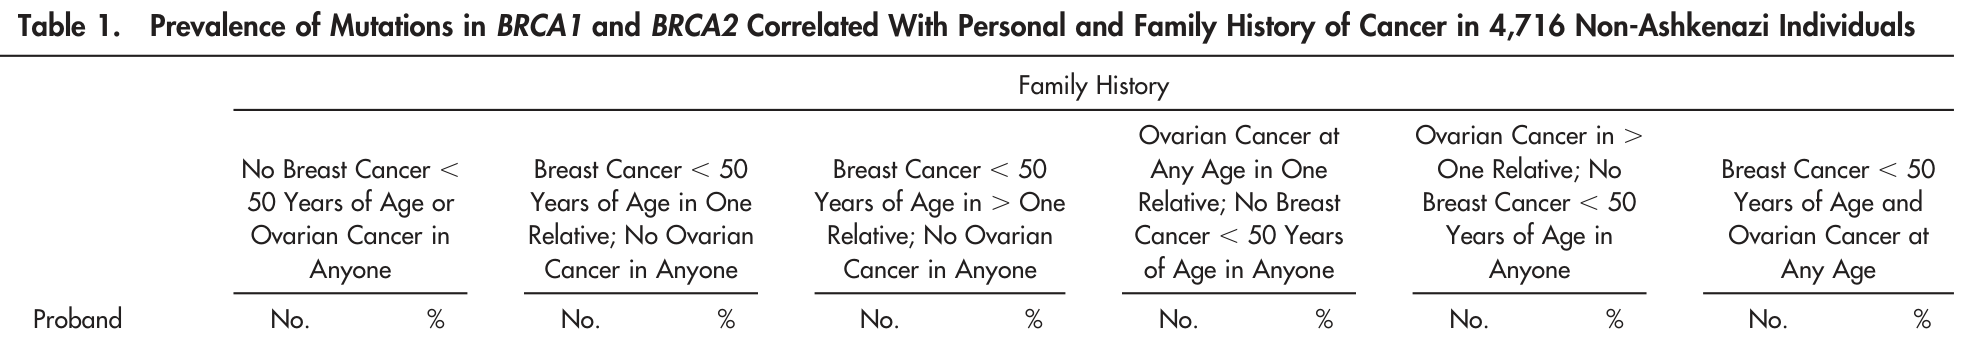 Table 1. Prevalence of Mutations in BRCA1 and BRCA2 Correlated With Personal and Family History of Cancer in 4,716 Non-Ashkenazi Individuals
Family History
No Breast Cancer <
50 Years of Age or
Ovarian Cancer in
Anyone
Breast Cancer < 50
Years of Age in One
Relative; No Ovarian
Cancer in Anyone
Breast Cancer < 50
Years of Age in > One
Relative; No Ovarian
Cancer in Anyone
Ovarian Cancer at
Any Age in One
Relative; No Breast
Cancer < 50 Years
of Age in Anyone
Ovarian Cancer in >
One Relative; No
Breast Cancer < 50
Years of Age in
Anyone
Breast Cancer < 50
Years of Age and
Ovarian Cancer at
Any Age
Proband No. % No. % No. % No. % No. % No. %